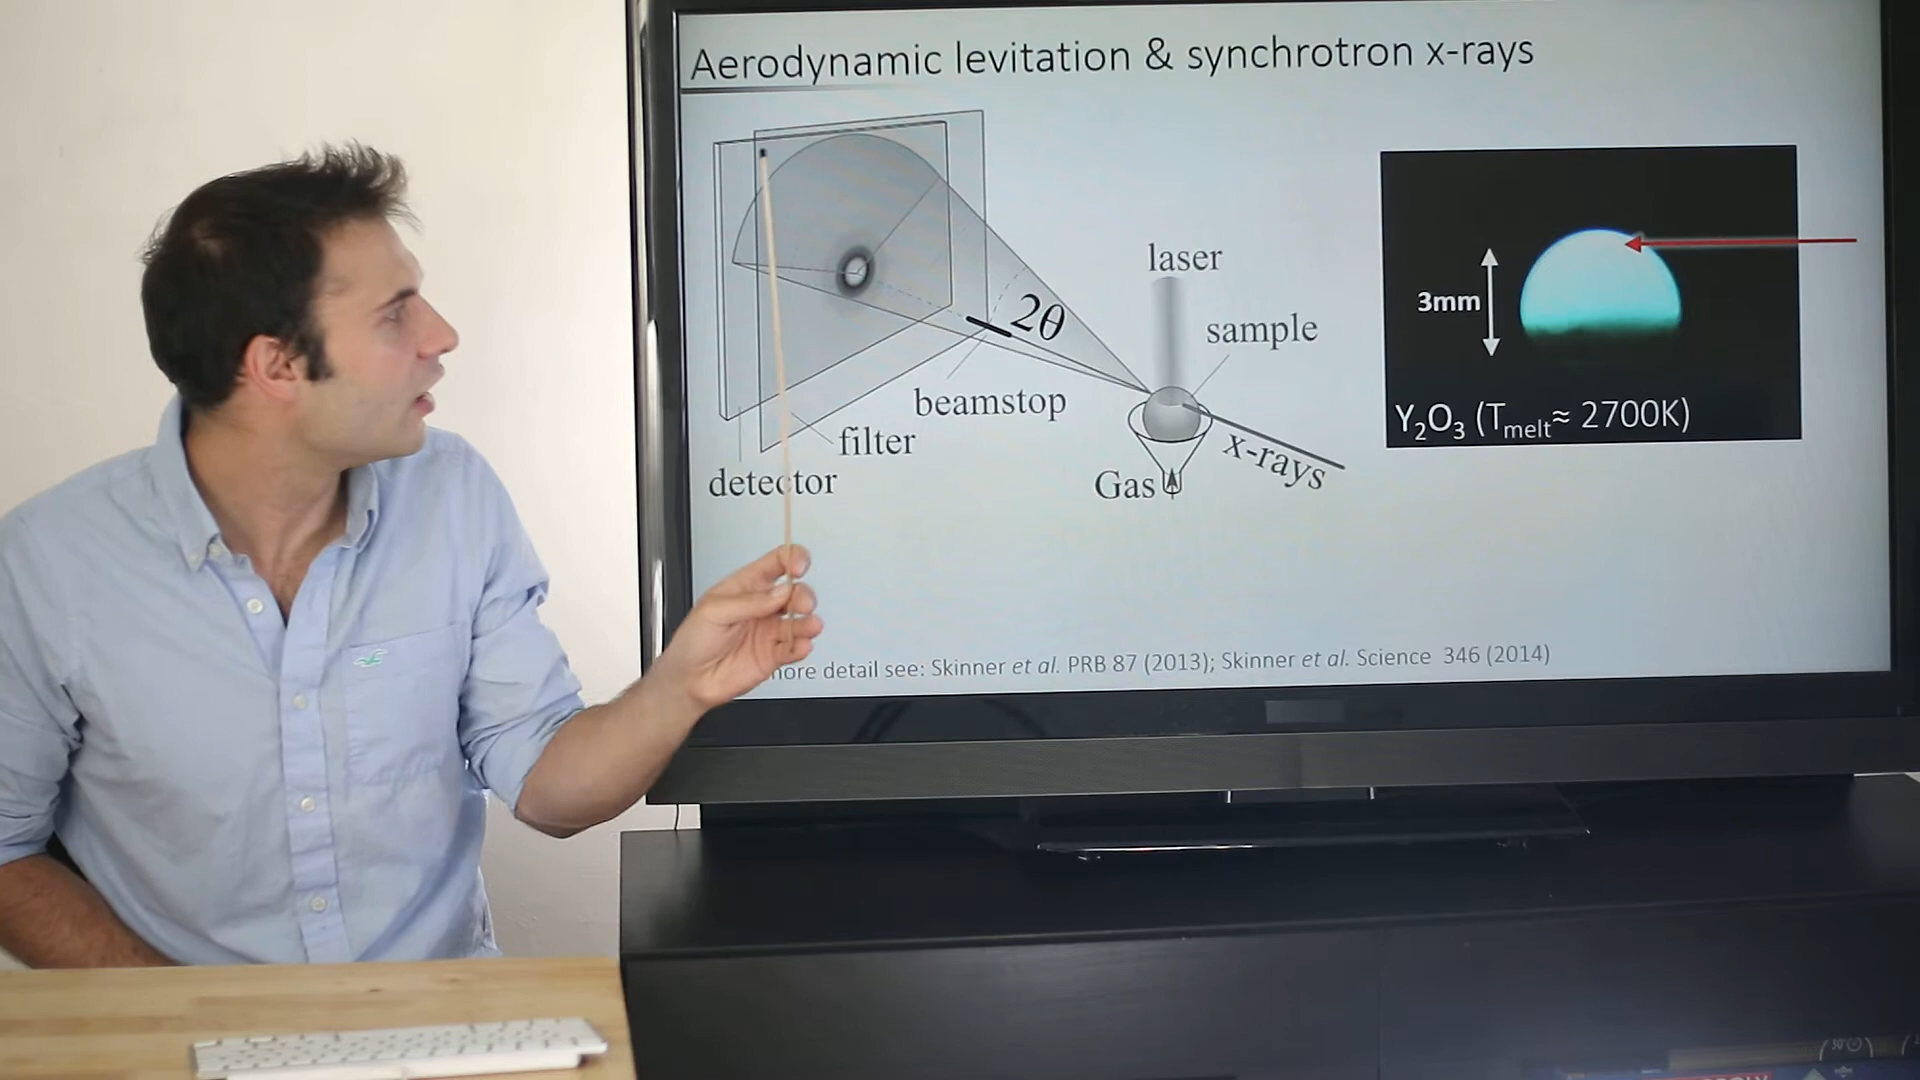 Aerodynamic levitation & synchrotron x-rays
laser
2θ
sample
beamstop
filter
detector
Gas
x-rays
3mm
Y₂O₃ (Tmelt≈ 2700K)
more detail see: Skinner et al. PRB 87 (2013); Skinner et al. Science 346 (2014)